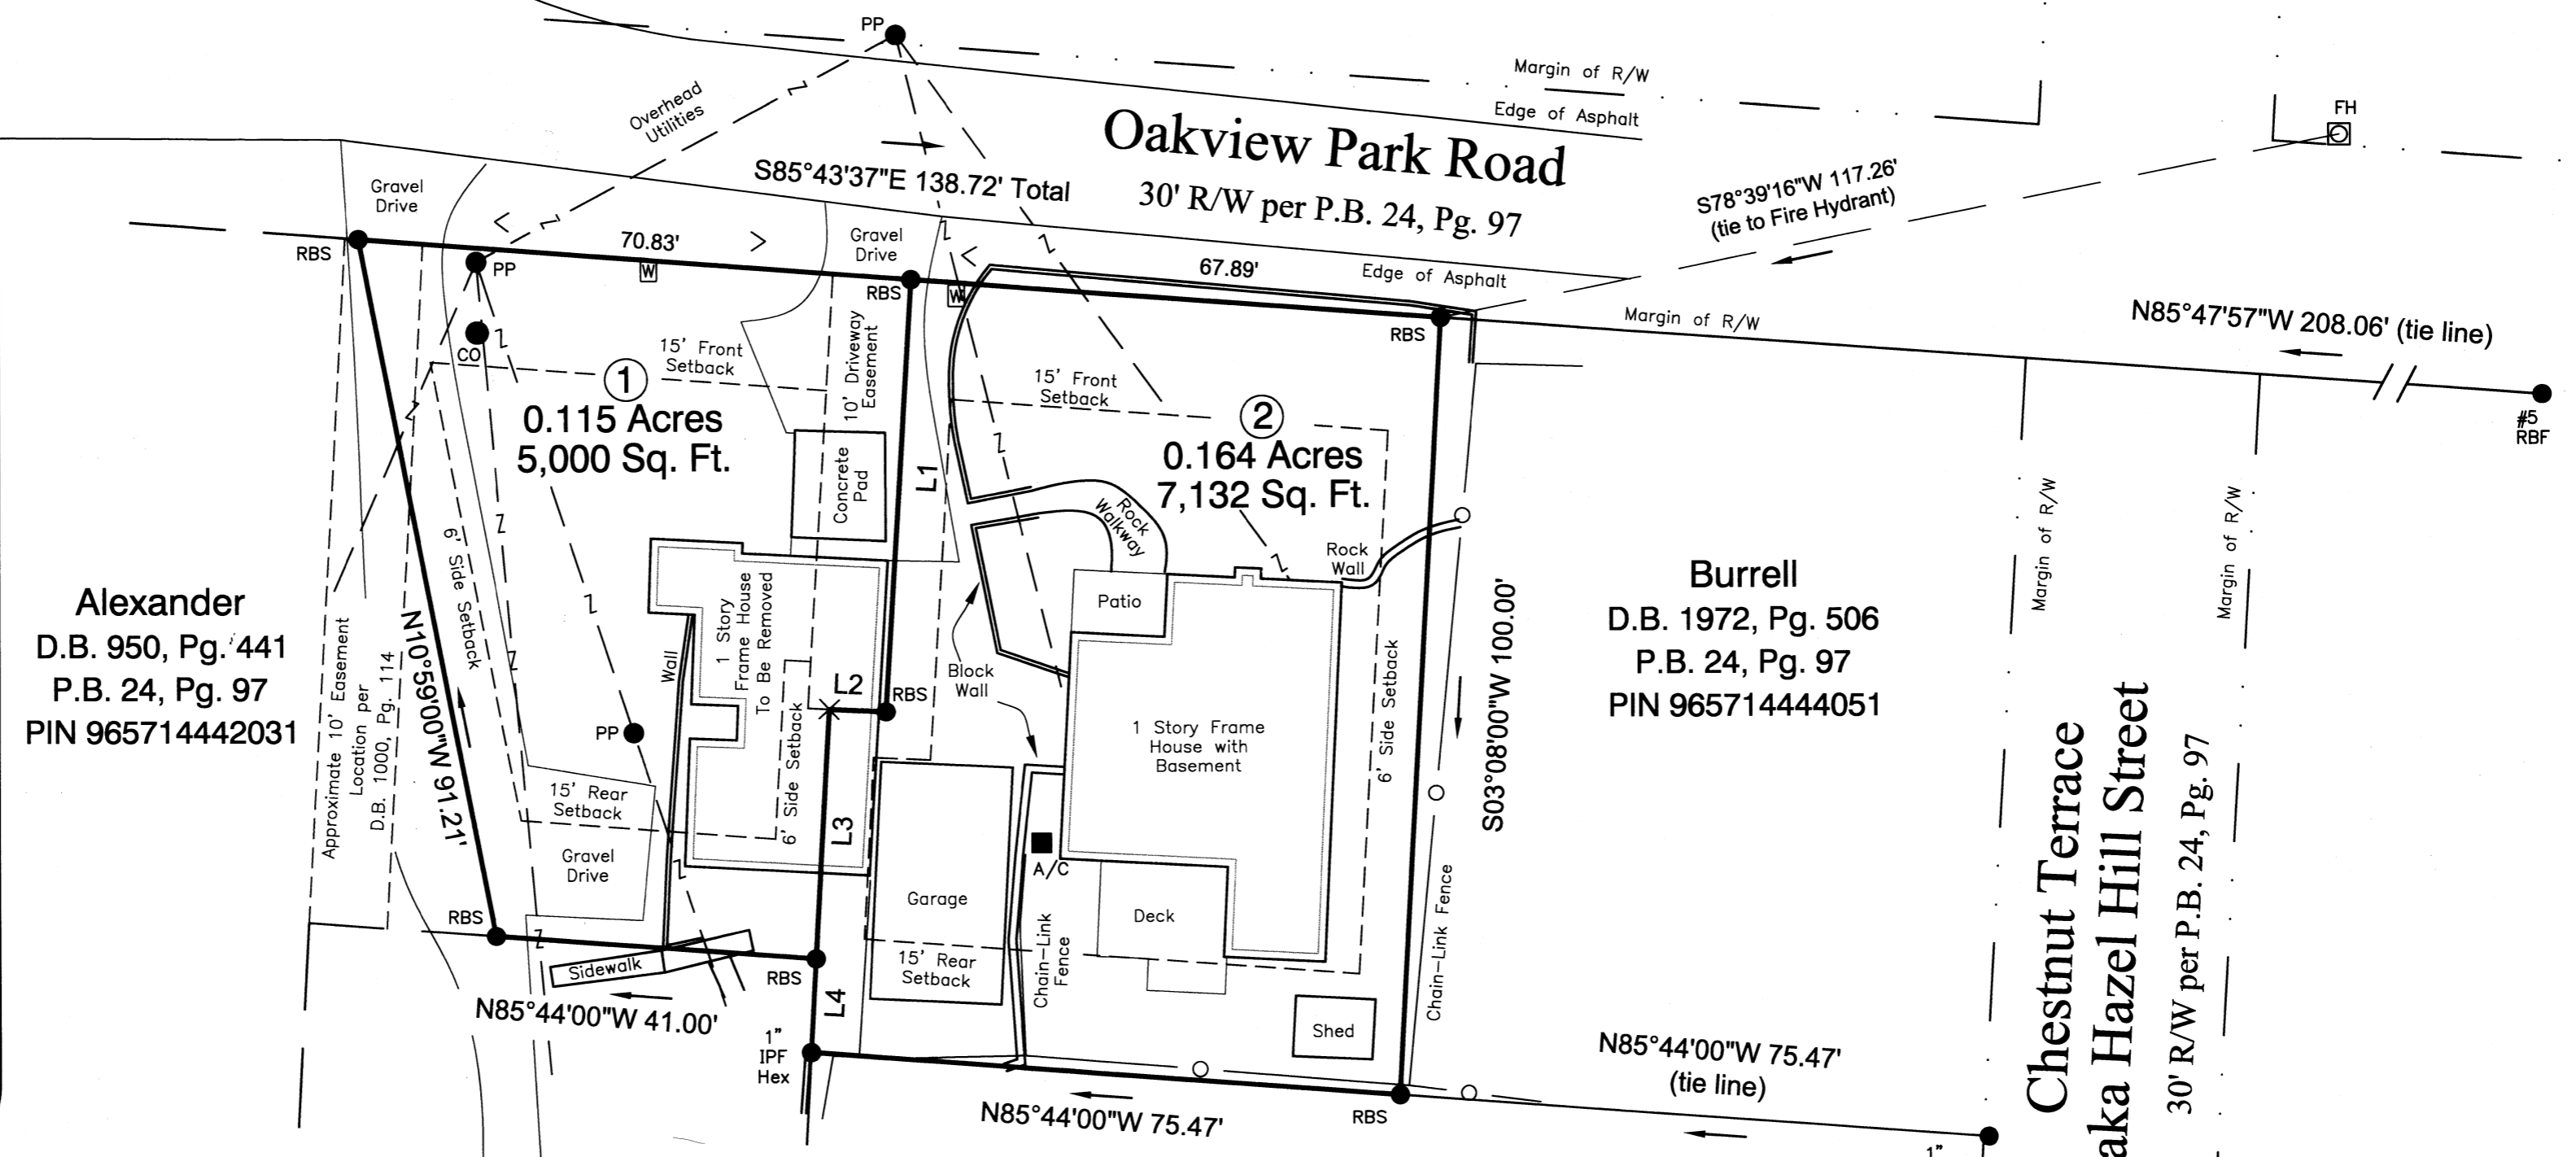 PP
Margin of R/W
Edge of Asphalt
FH
Overhead
Utilities
Oakview Park Road
30' R/W per P.B. 24, Pg. 97
S85°43'37"E 138.72' Total
S78°39'16"W 117.26'
(tie to Fire Hydrant)
Gravel
Drive
RBS
PP
70.83'
W
Gravel
Drive
RBS
W
67.89'
Edge of Asphalt
RBS
Margin of R/W
N85°47'57"W 208.06' (tie line)
#5
RBF
CO
15' Front
Setback
1
0.115 Acres
5,000 Sq. Ft.
10' Driveway
Easement
Concrete
Pad
L1
15' Front
Setback
2
0.164 Acres
7,132 Sq. Ft.
Rock
Walkway
Rock
Wall
Patio
Margin of R/W
Margin of R/W
Alexander
D.B. 950, Pg. 441
P.B. 24, Pg. 97
PIN 965714442031
Approximate 10' Easement
Location per
D.B. 1000, Pg. 114
N10°59'00"W 91.21'
6' Side Setback
PP
Wall
1 Story
Frame House
To Be Removed
6' Side Setback
L2
RBS
L3
Block
Wall
1 Story Frame
House with
Basement
6' Side Setback
S03°08'00"W 100.00'
Burrell
D.B. 1972, Pg. 506
P.B. 24, Pg. 97
PIN 965714444051
15' Rear
Setback
Gravel
Drive
A/C
Garage
Deck
Chain-Link
Fence
Chain-Link Fence
15' Rear
Setback
RBS
Sidewalk
RBS
N85°44'00"W 41.00'
L4
1"
IPF
Hex
Shed
N85°44'00"W 75.47'
RBS
N85°44'00"W 75.47'
(tie line)
1"
Chestnut Terrace
aka Hazel Hill Street
30' R/W per P.B. 24, Pg. 97